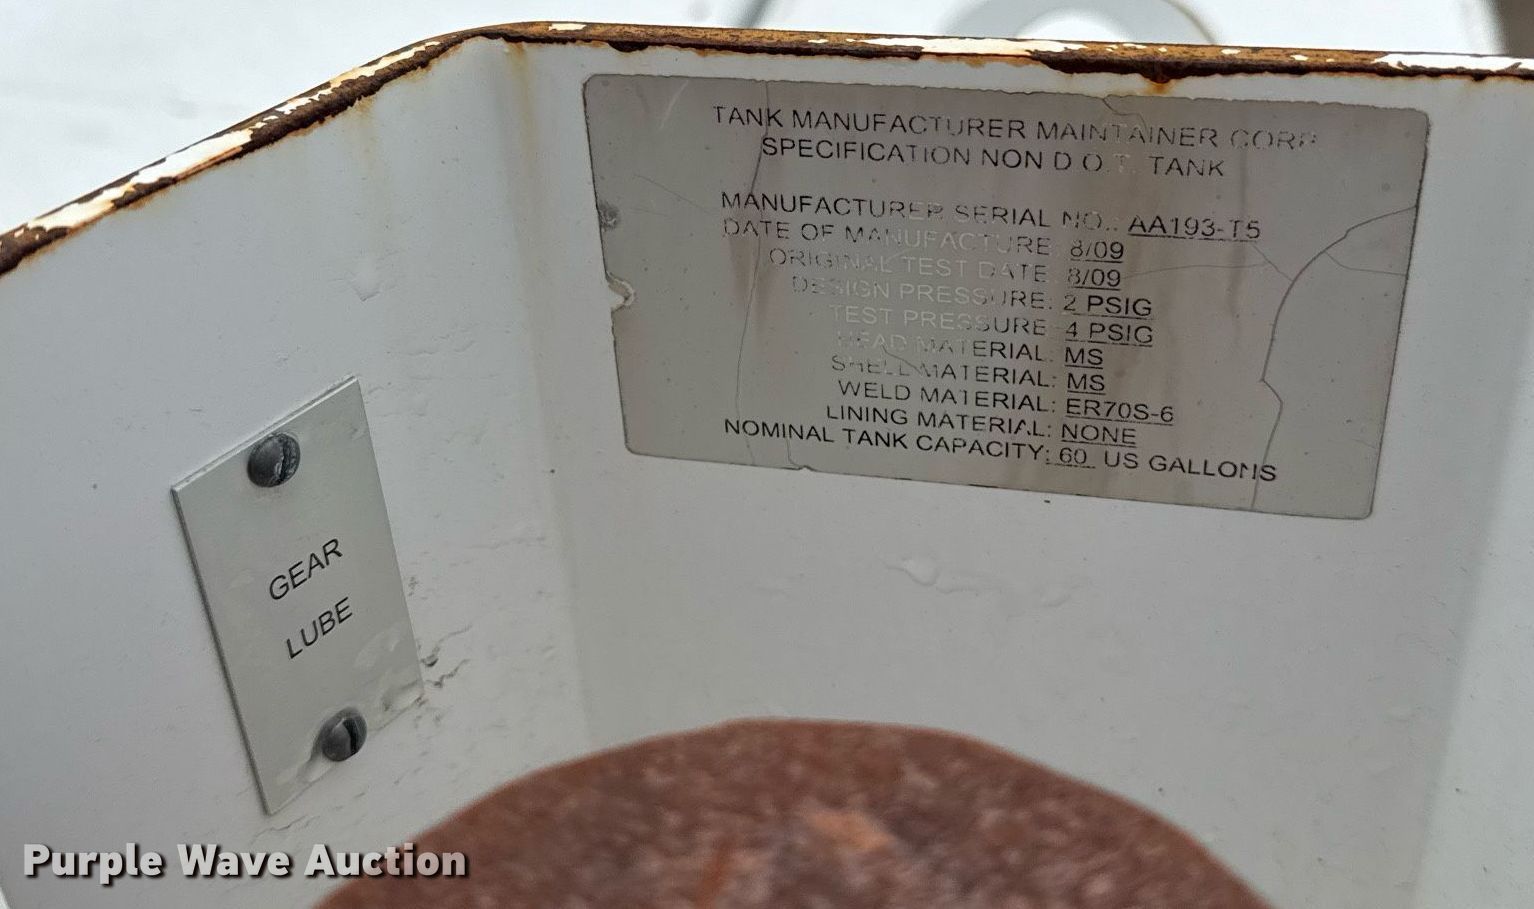 TANK MANUFACTURER MAINTAINER CORP.
SPECIFICATION NON D.O.T. TANK
MANUFACTURER SERIAL NO.: AA193-T5
DATE OF MANUFACTURE: 8/09
ORIGINAL TEST DATE: 8/09
DESIGN PRESSURE: 2 PSIG
TEST PRESSURE: 4 PSIG
HEAD MATERIAL: MS
SHELL MATERIAL: MS
WELD MATERIAL: ER70S-6
LINING MATERIAL: NONE
NOMINAL TANK CAPACITY: 60 US GALLONS
GEAR
LUBE
Purple Wave Auction